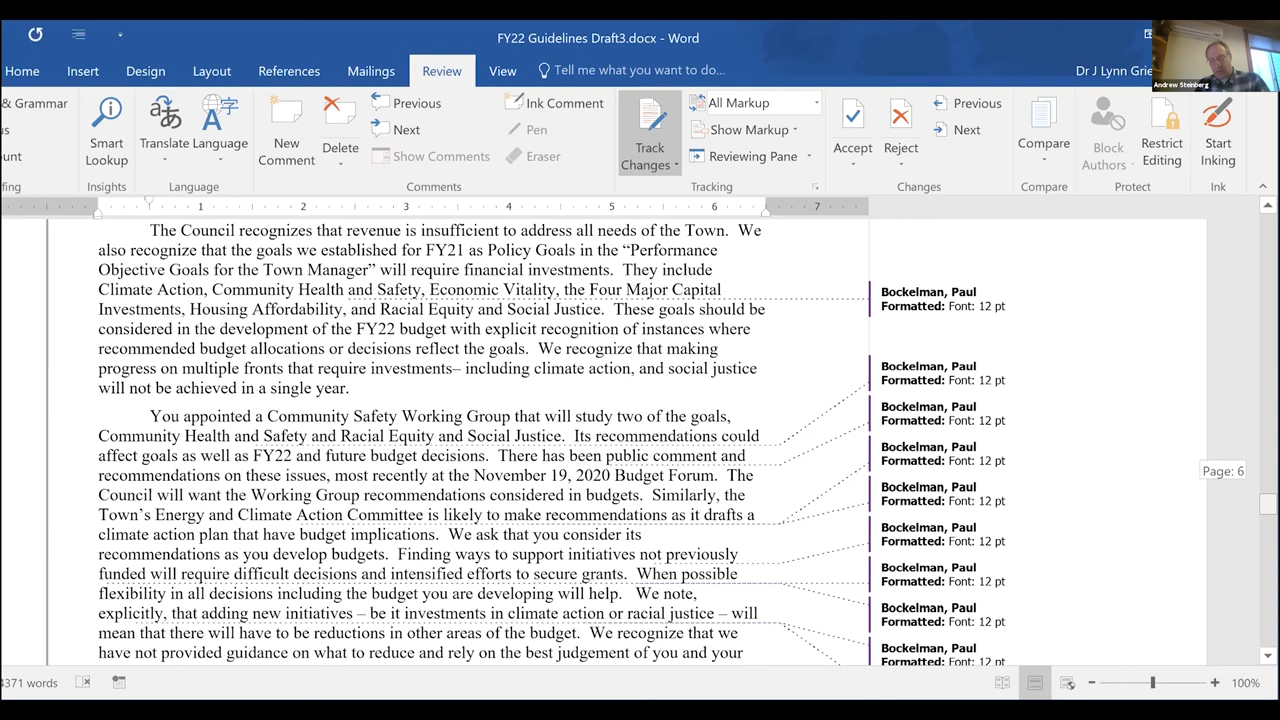 FY22 Guidelines Draft3.docx - Word
Andrew Steinberg
Home Insert Design Layout References Mailings Review View Tell me what you want to do... Dr J Lynn Grie
& Grammar
Smart Lookup
Insights
Translate Language
Language
New Comment
Delete
Previous
Next
Show Comments
Ink Comment
Pen
Eraser
Comments
Track Changes
All Markup
Show Markup
Reviewing Pane
Tracking
Accept
Reject
Previous
Next
Changes
Compare
Compare
Block Authors
Restrict Editing
Protect
Start Inking
Ink
1 2 3 4 5 6 7
The Council recognizes that revenue is insufficient to address all needs of the Town. We
also recognize that the goals we established for FY21 as Policy Goals in the “Performance
Objective Goals for the Town Manager” will require financial investments. They include
Climate Action, Community Health and Safety, Economic Vitality, the Four Major Capital
Investments, Housing Affordability, and Racial Equity and Social Justice. These goals should be
considered in the development of the FY22 budget with explicit recognition of instances where
recommended budget allocations or decisions reflect the goals. We recognize that making
progress on multiple fronts that require investments– including climate action, and social justice
will not be achieved in a single year.
You appointed a Community Safety Working Group that will study two of the goals,
Community Health and Safety and Racial Equity and Social Justice. Its recommendations could
affect goals as well as FY22 and future budget decisions. There has been public comment and
recommendations on these issues, most recently at the November 19, 2020 Budget Forum. The
Council will want the Working Group recommendations considered in budgets. Similarly, the
Town’s Energy and Climate Action Committee is likely to make recommendations as it drafts a
climate action plan that have budget implications. We ask that you consider its
recommendations as you develop budgets. Finding ways to support initiatives not previously
funded will require difficult decisions and intensified efforts to secure grants. When possible
flexibility in all decisions including the budget you are developing will help. We note,
explicitly, that adding new initiatives – be it investments in climate action or racial justice – will
mean that there will have to be reductions in other areas of the budget. We recognize that we
have not provided guidance on what to reduce and rely on the best judgement of you and your
Bockelman, Paul
Formatted: Font: 12 pt
Bockelman, Paul
Formatted: Font: 12 pt
Bockelman, Paul
Formatted: Font: 12 pt
Bockelman, Paul
Formatted: Font: 12 pt
Bockelman, Paul
Formatted: Font: 12 pt
Bockelman, Paul
Formatted: Font: 12 pt
Bockelman, Paul
Formatted: Font: 12 pt
Bockelman, Paul
Formatted: Font: 12 pt
Bockelman, Paul
Formatted: Font: 12 pt
Page: 6
4371 words
100%